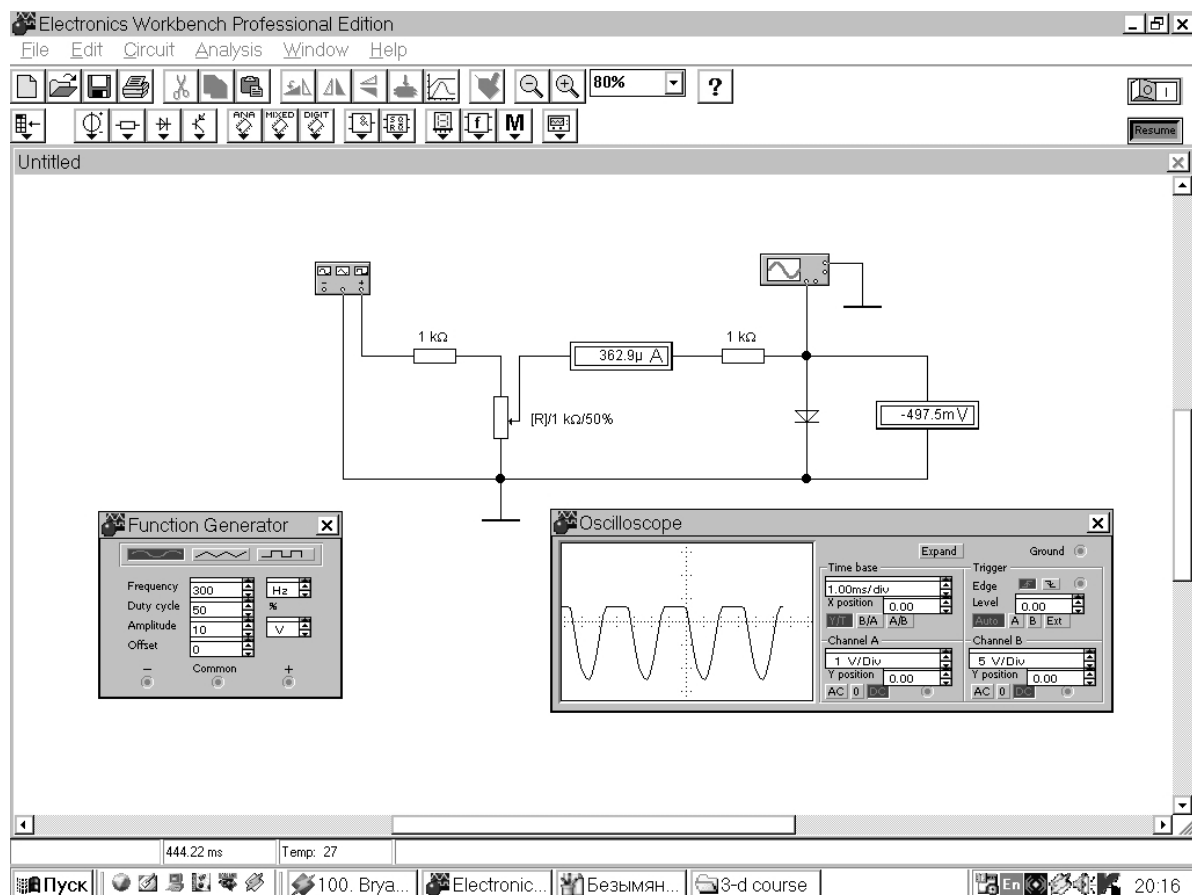 Electronics Workbench Professional Edition
File Edit Circuit Analysis Window Help
80% ?
ANA MIXED DIGIT
Resume
Untitled
1 kΩ
362.9µ A
1 kΩ
[R]/1 kΩ/50%
-497.5m V
Function Generator
Frequency 300 Hz
Duty cycle 50 %
Amplitude 10 V
Offset 0
− Common +
Oscilloscope
Expand Ground
Time base
1.00ms/div
X position 0.00
Y/T B/A A/B
Trigger
Edge
Level 0.00
Auto A B Ext
Channel A
1 V/Div
Y position 0.00
AC 0 DC
Channel B
5 V/Div
Y position 0.00
AC 0 DC
444.22 ms Temp: 27
Пуск 100. Brya... Electronic... Безымян... 3-d course En 20:16